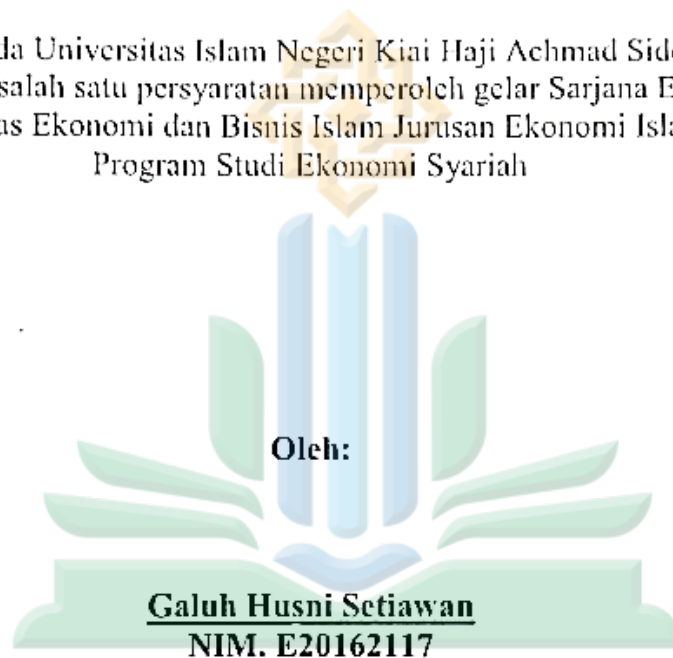 da Universitas Islam Negeri Kiai Haji Achmad Sid
salah satu persyaratan memperoleh gelar Sarjana E
as Ekonomi dan Bisnis Islam Jurusan Ekonomi Isl
Program Studi Ekonomi Syariah
Oleh:
Galuh Husni Setiawan
NIM. E20162117